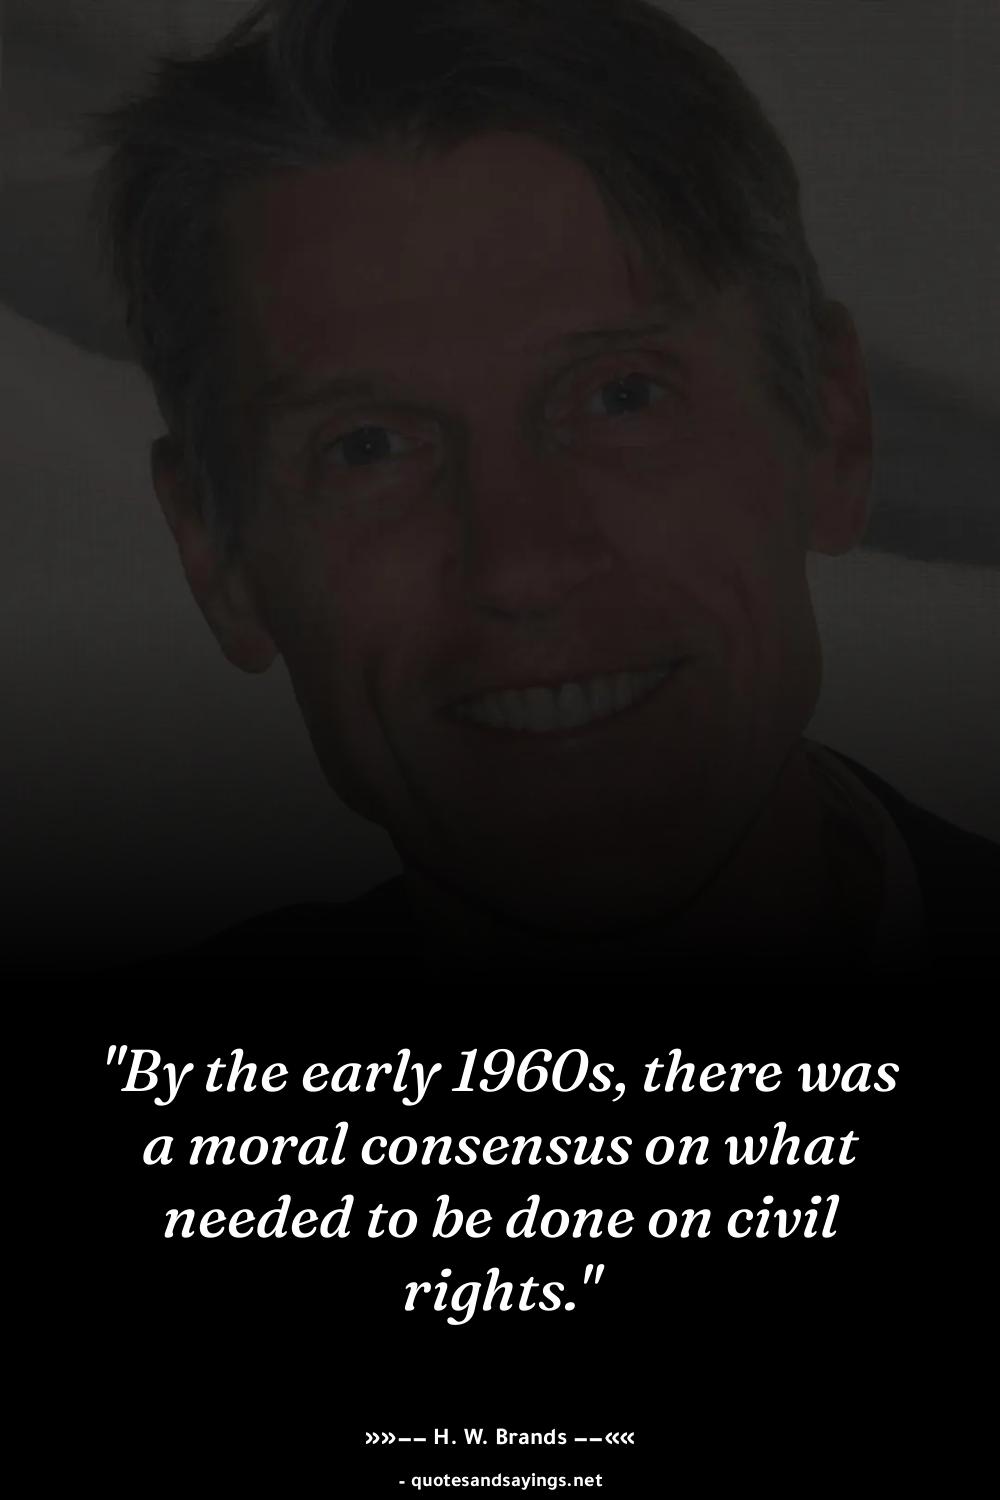 "By the early 1960s, there was
a moral consensus on what
needed to be done on civil
rights."
»»–– H. W. Brands ––««
- quotesandsayings.net